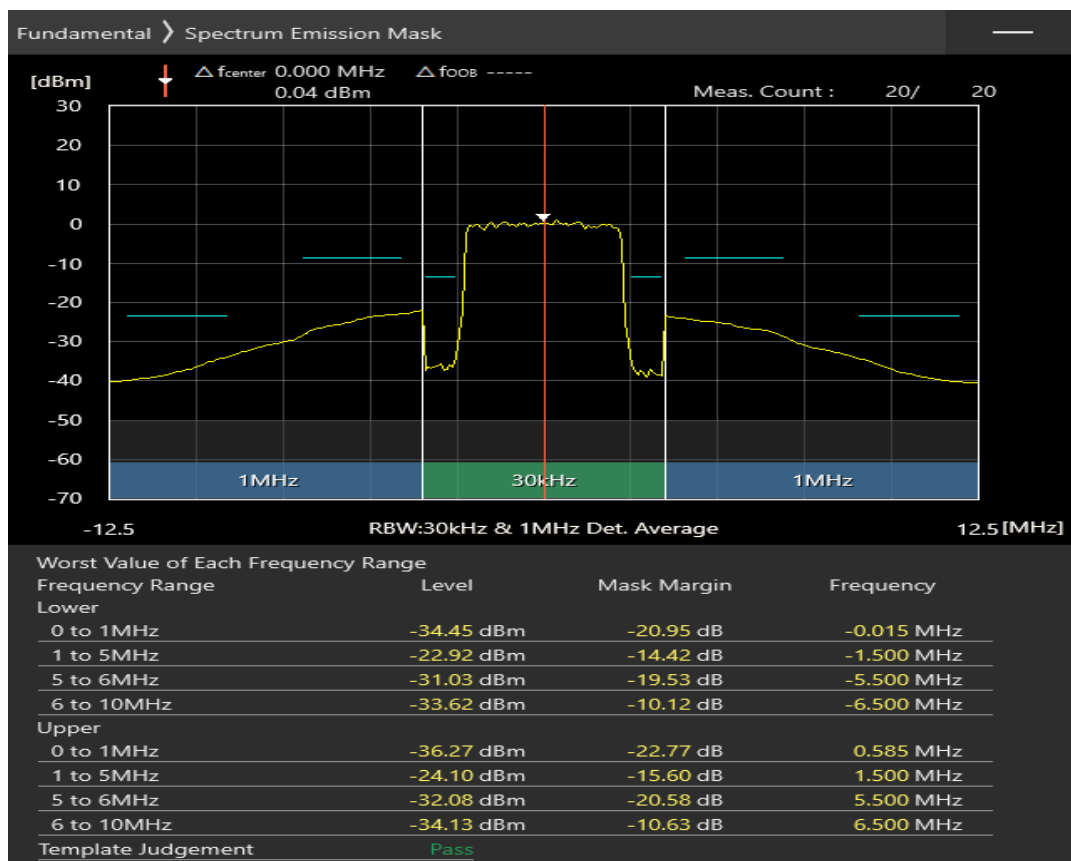 Fundamental 〉 Spectrum Emission Mask
[dBm] △ fcenter 0.000 MHz △ fOOB -----
0.04 dBm Meas. Count : 20/ 20
30
20
10
0
-10
-20
-30
-40
-50
-60
-70
1MHz 30kHz 1MHz
-12.5 RBW:30kHz & 1MHz Det. Average 12.5 [MHz]
Worst Value of Each Frequency Range
Frequency Range Level Mask Margin Frequency
Lower
0 to 1MHz -34.45 dBm -20.95 dB -0.015 MHz
1 to 5MHz -22.92 dBm -14.42 dB -1.500 MHz
5 to 6MHz -31.03 dBm -19.53 dB -5.500 MHz
6 to 10MHz -33.62 dBm -10.12 dB -6.500 MHz
Upper
0 to 1MHz -36.27 dBm -22.77 dB 0.585 MHz
1 to 5MHz -24.10 dBm -15.60 dB 1.500 MHz
5 to 6MHz -32.08 dBm -20.58 dB 5.500 MHz
6 to 10MHz -34.13 dBm -10.63 dB 6.500 MHz
Template Judgement Pass